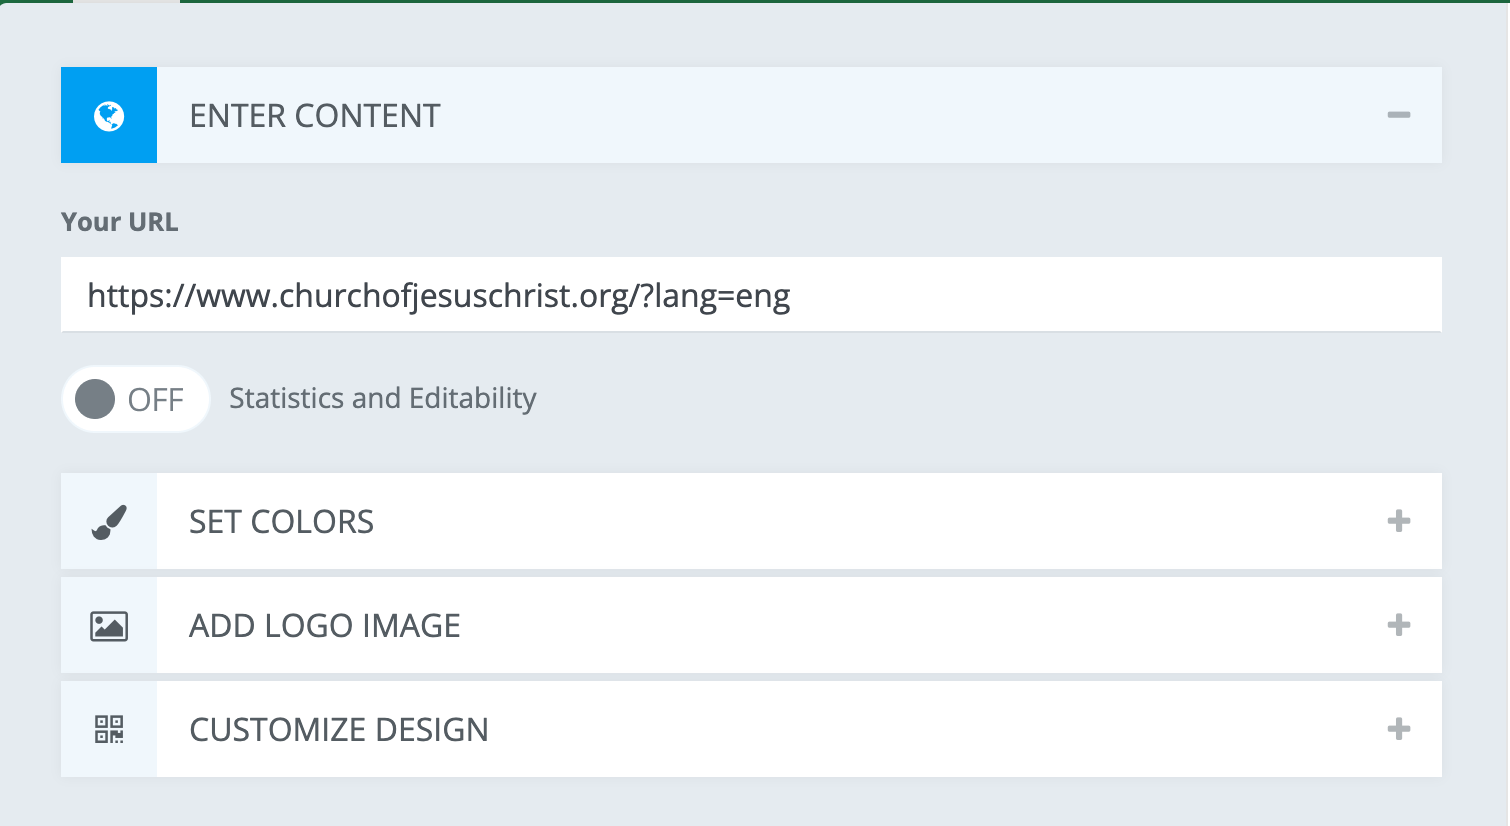 ENTER CONTENT
Your URL
https://www.churchofjesuschrist.org/?lang=eng
OFF Statistics and Editability
SET COLORS
ADD LOGO IMAGE
CUSTOMIZE DESIGN